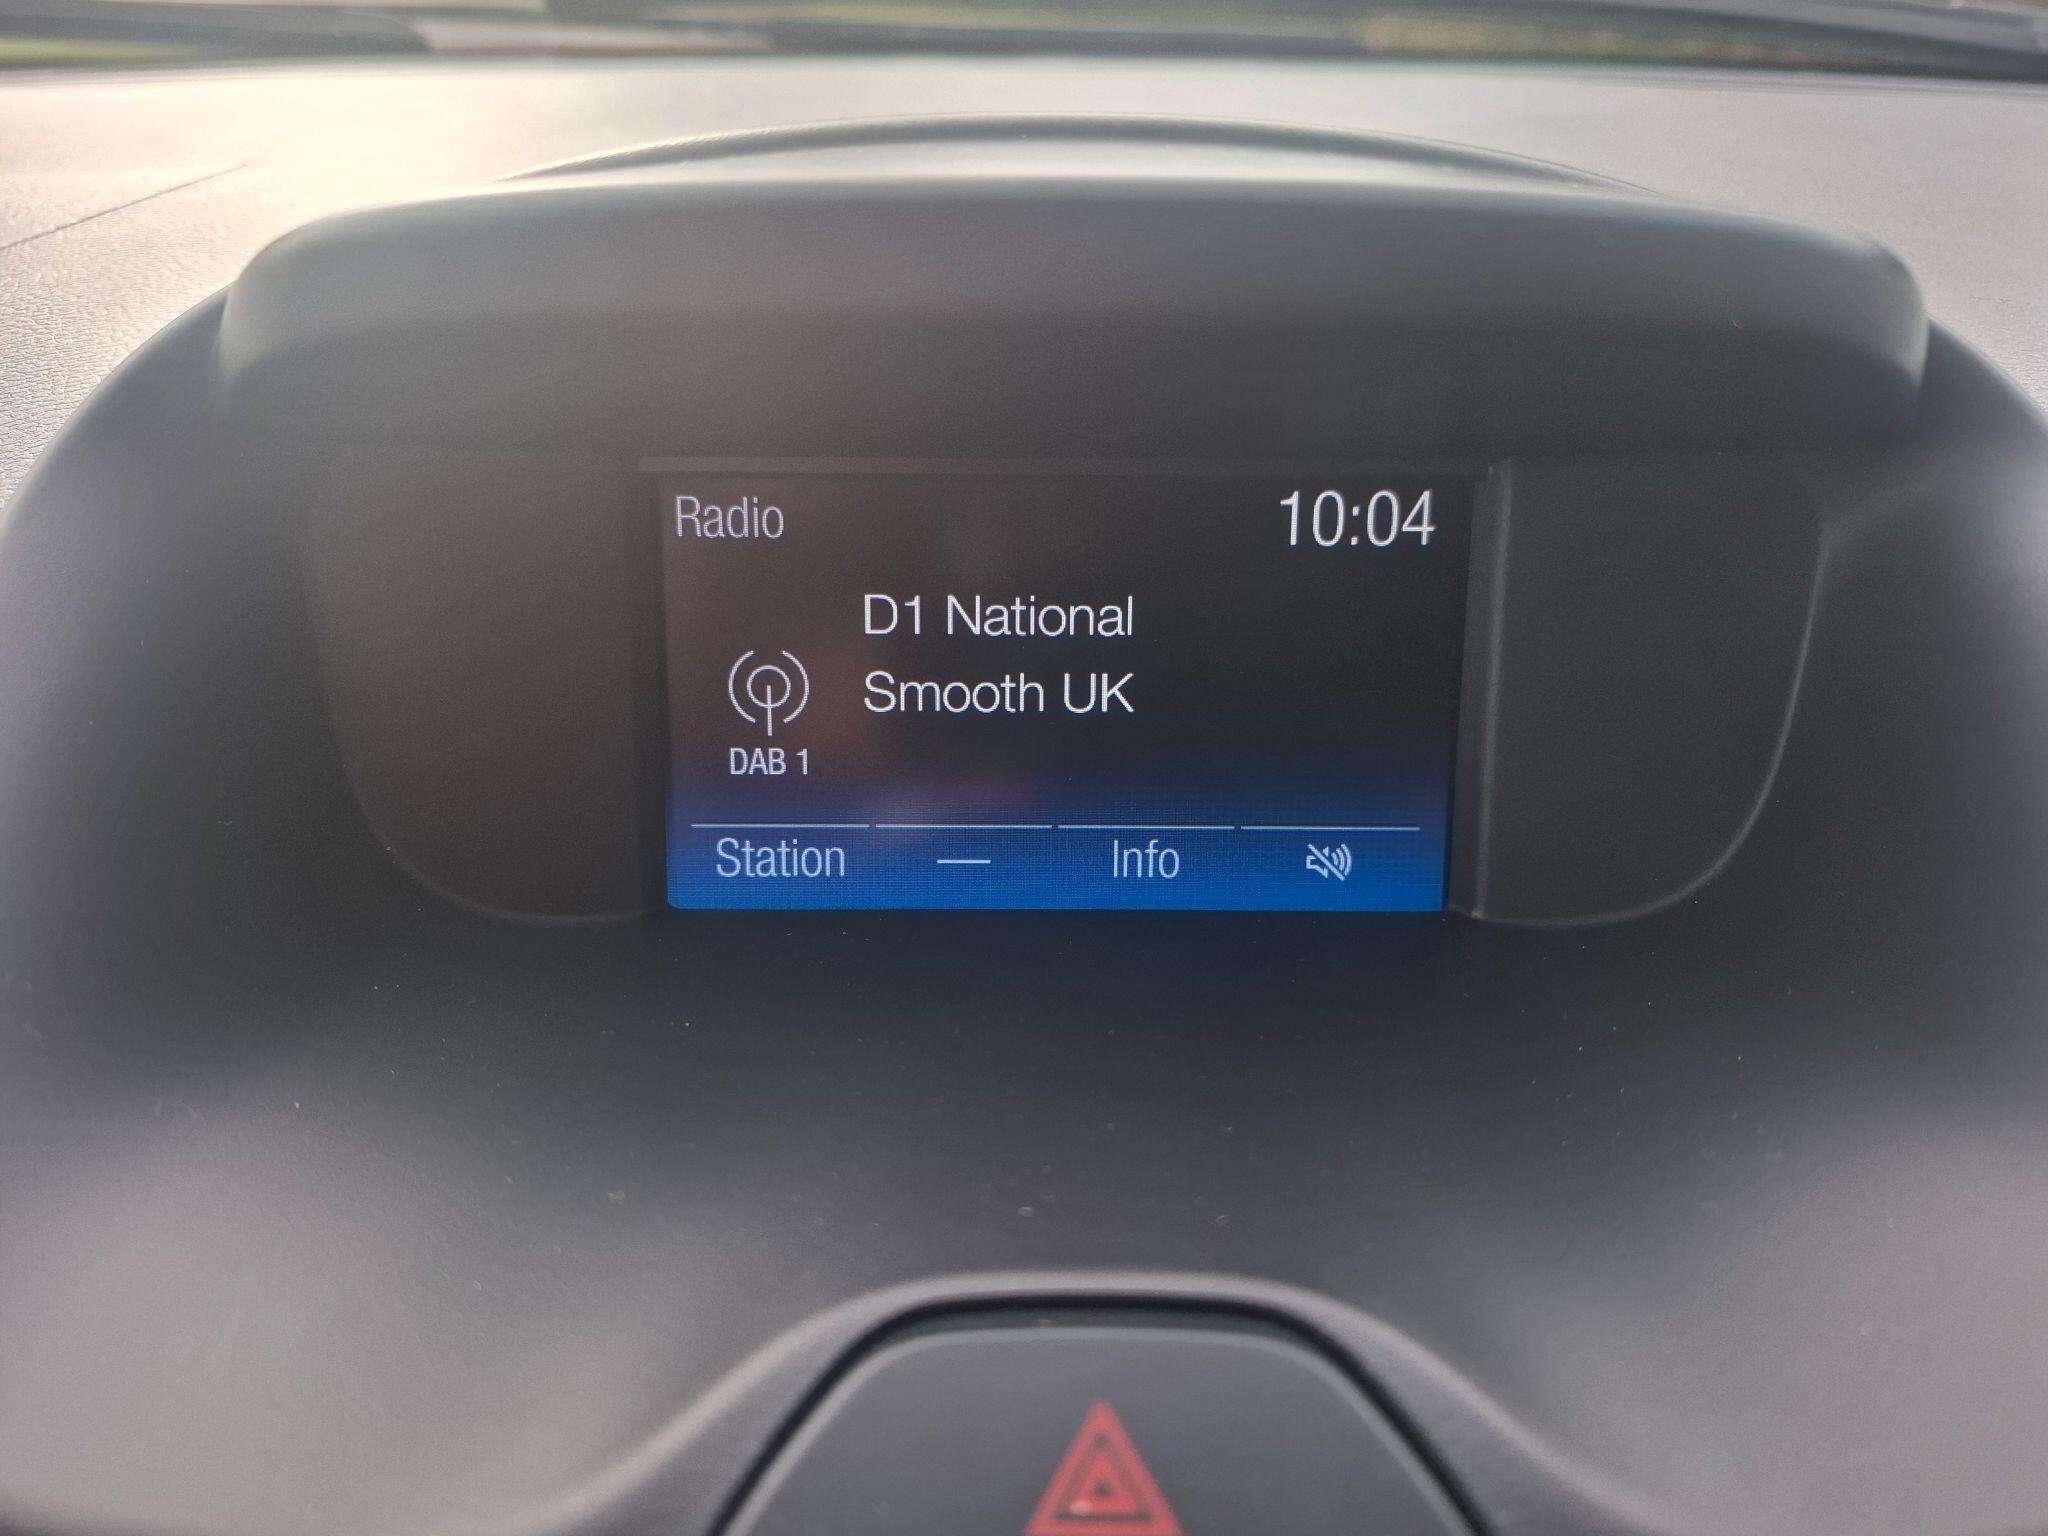 Radio 10:04
D1 National
Smooth UK
DAB 1
Station — Info